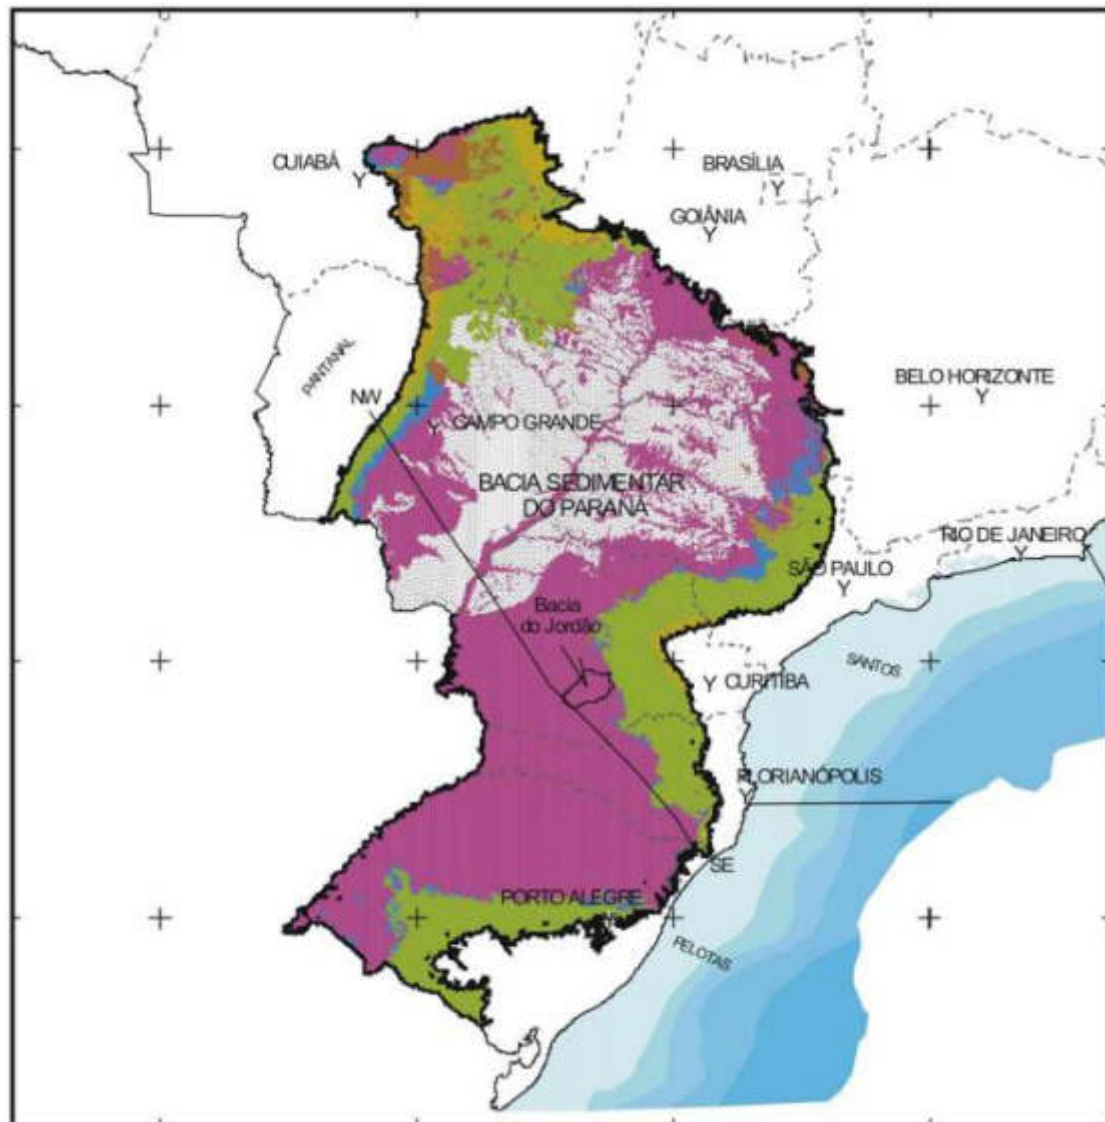 CUIABÁ
BRASÍLIA
GOIÂNIA
PANTANAL
BELO HORIZONTE
NW
CAMPO GRANDE
BACIA SEDIMENTAR
DO PARANÁ
RIO DE JANEIRO
SÃO PAULO
Bacia
do Jordão
SANTOS
CURITÍBA
FLORIANÓPOLIS
SE
PORTO ALEGRE
PELOTAS